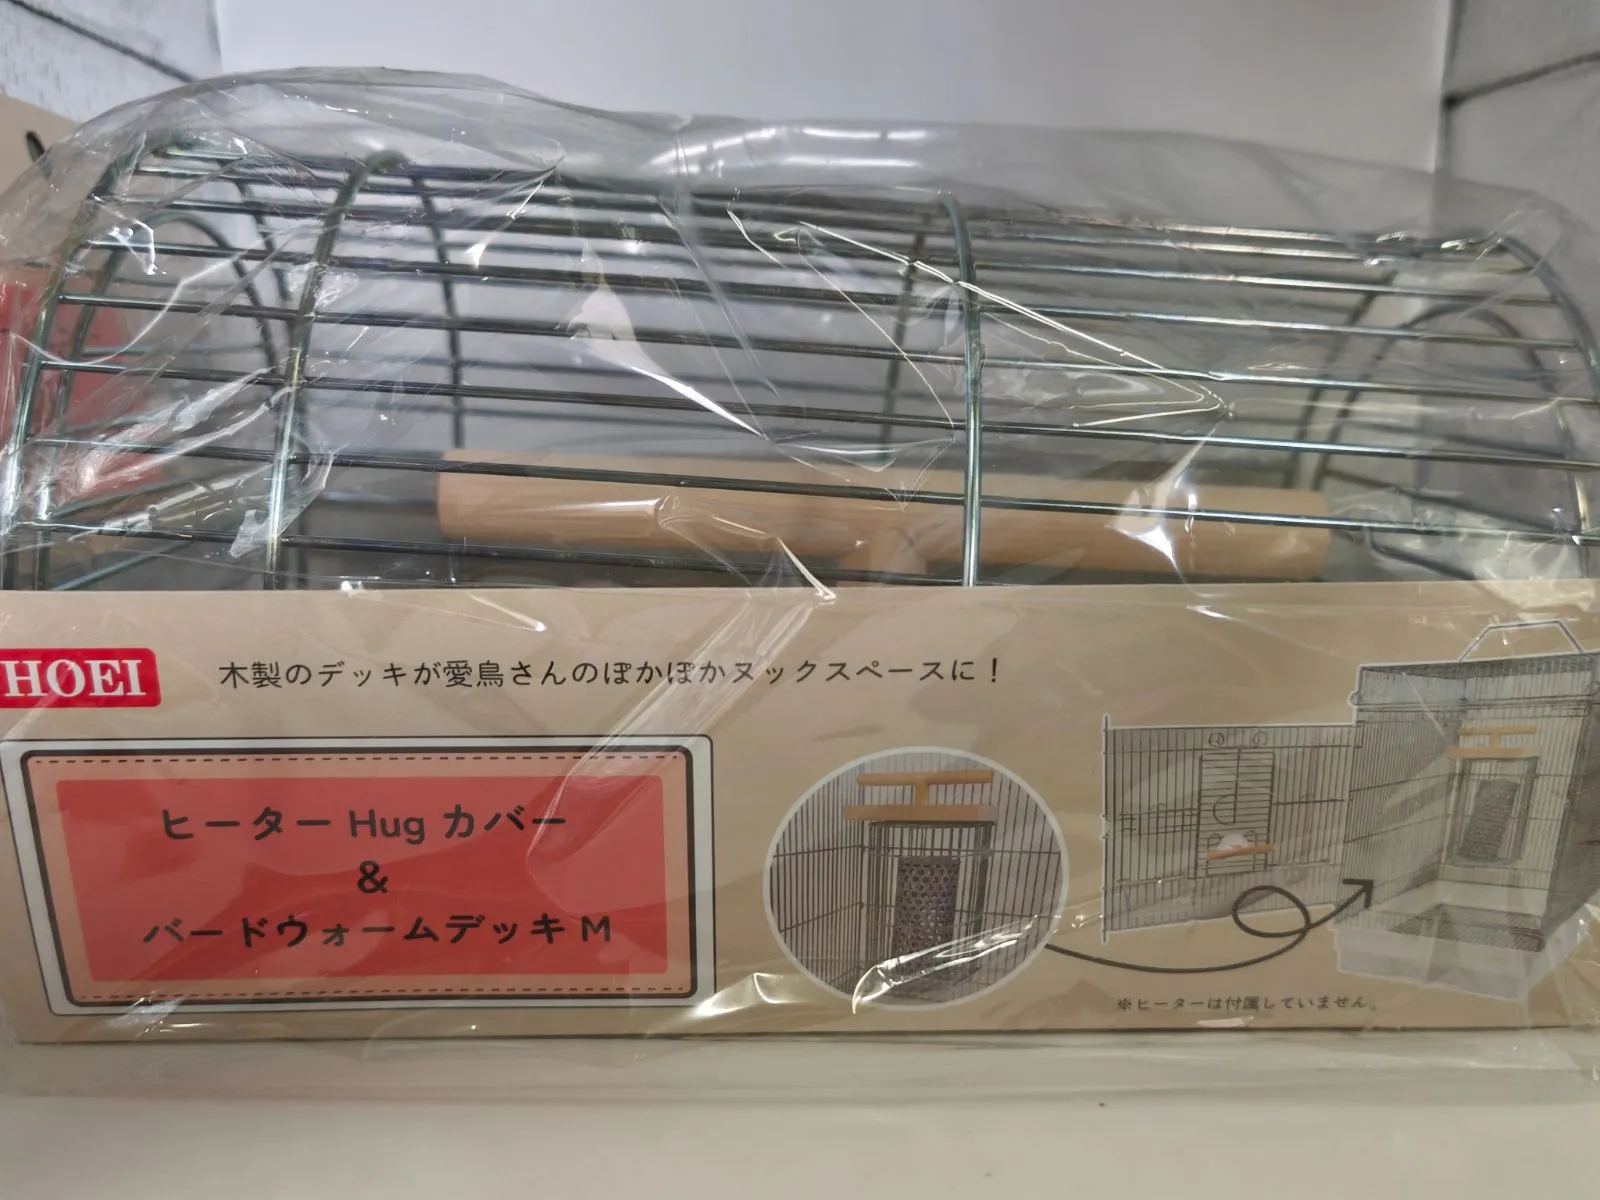 HOEI
木製のデッキが愛鳥さんのぽかぽかヌックスペースに！
ヒーター Hug カバー
&
バードウォームデッキ M
※ヒーターは付属していません。